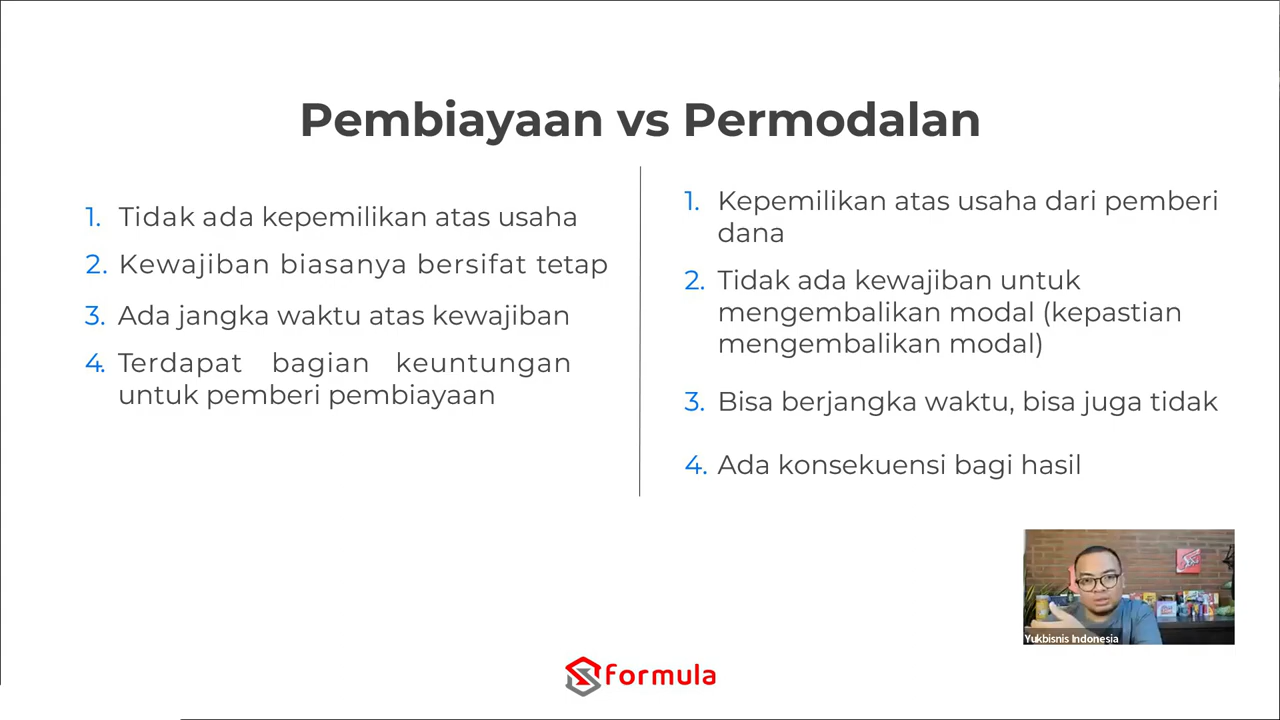 Pembiayaan vs Permodalan
1. Tidak ada kepemilikan atas usaha
2. Kewajiban biasanya bersifat tetap
3. Ada jangka waktu atas kewajiban
4. Terdapat bagian keuntungan
untuk pemberi pembiayaan
1. Kepemilikan atas usaha dari pemberi
dana
2. Tidak ada kewajiban untuk
mengembalikan modal (kepastian
mengembalikan modal)
3. Bisa berjangka waktu, bisa juga tidak
4. Ada konsekuensi bagi hasil
Yukbisnis Indonesia
formula